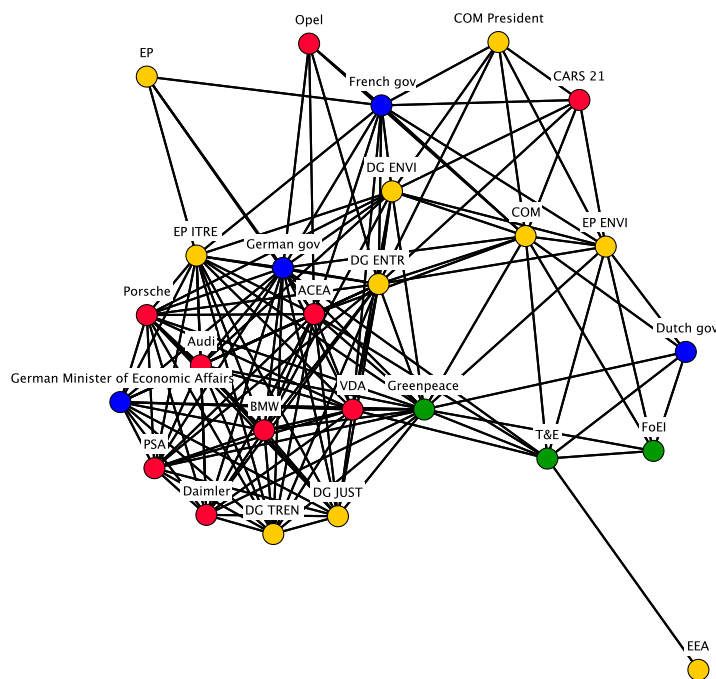 COM President
Opel
EP
CARS 21
French gov
DG ENVI
COM
EP ENVI
EP ITRE
German gov
DG ENTR
Porsche
ACEA
Dutch gov
Audi
German Minister of Economic Affairs
VDA
Greenpeace
BMW
FoEI
T&E
PSA
Daimler
DG JUST
DG TREN
EEA